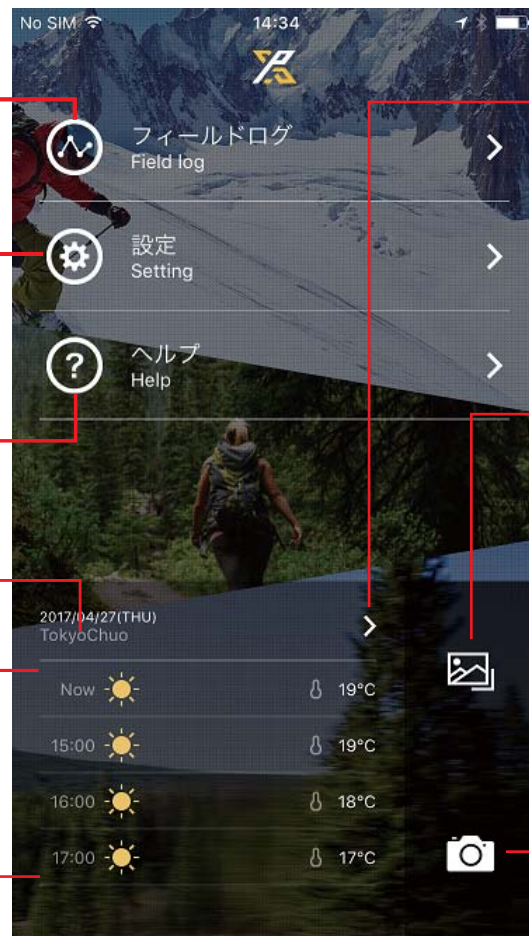 No SIM 14:34
フィールドログ
Field log
設定
Setting
?
ヘルプ
Help
2017/04/27(THU)
TokyoChuo
Now 19°C
15:00 19°C
16:00 18°C
17:00 17°C